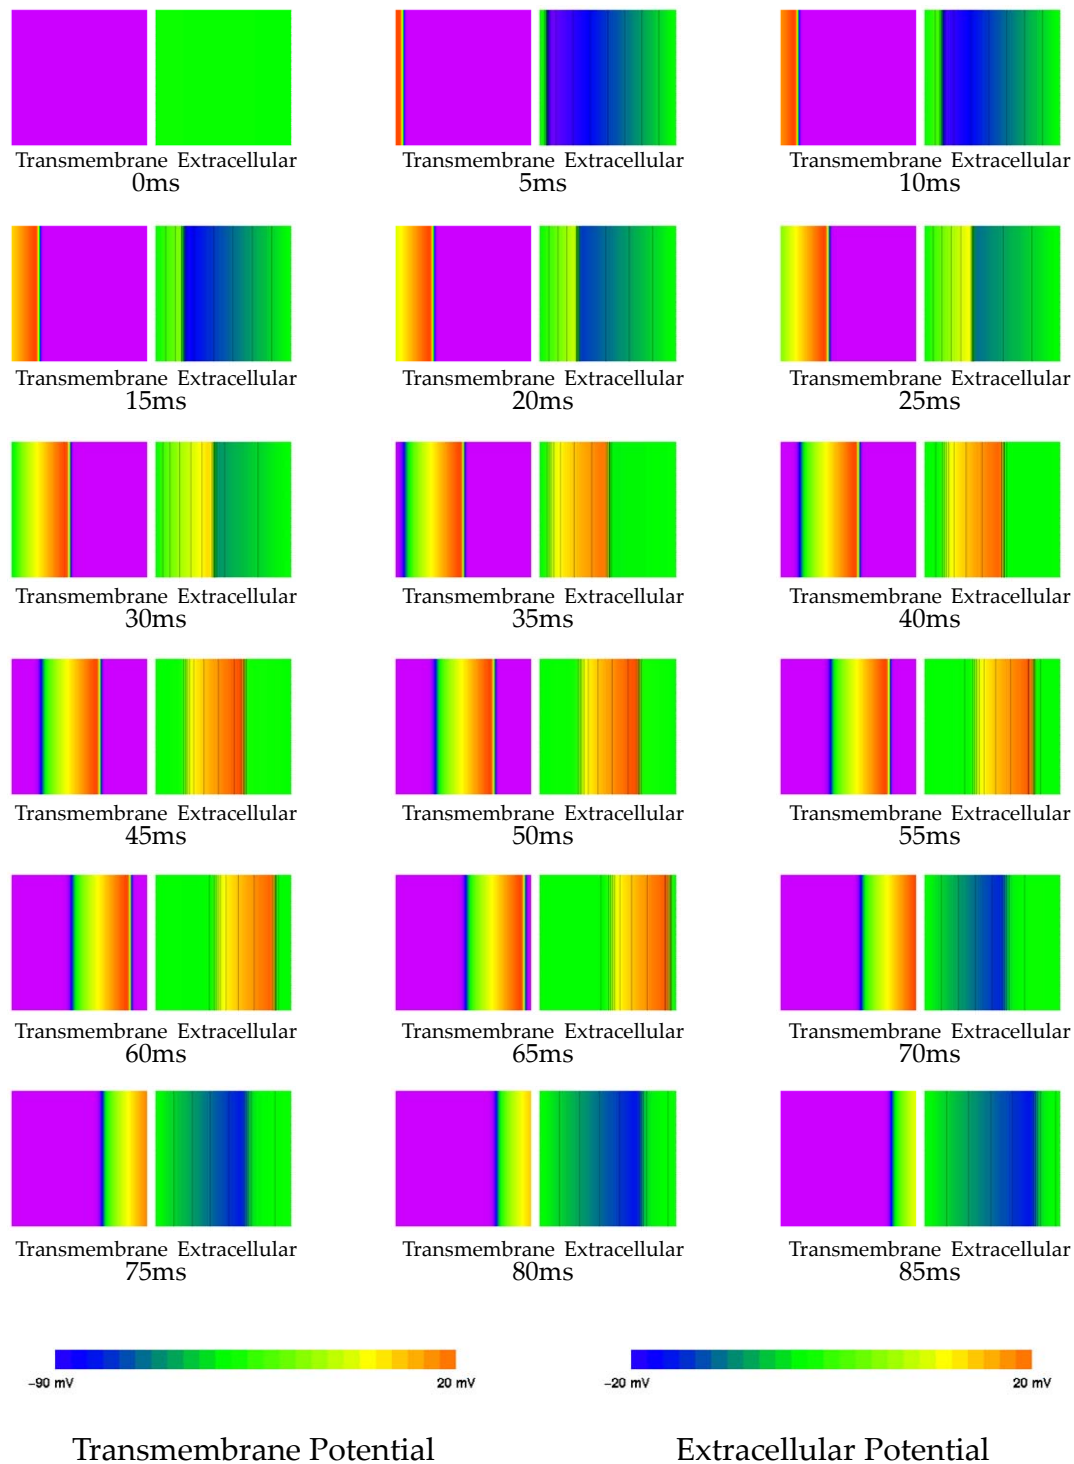 Transmembrane Extracellular Transmembrane Extracellular Transmembrane Extracellular
0ms 5ms 10ms
Transmembrane Extracellular Transmembrane Extracellular Transmembrane Extracellular
15ms 20ms 25ms
Transmembrane Extracellular Transmembrane Extracellular Transmembrane Extracellular
30ms 35ms 40ms
Transmembrane Extracellular Transmembrane Extracellular Transmembrane Extracellular
45ms 50ms 55ms
Transmembrane Extracellular Transmembrane Extracellular Transmembrane Extracellular
60ms 65ms 70ms
Transmembrane Extracellular Transmembrane Extracellular Transmembrane Extracellular
75ms 80ms 85ms
−90 mV 20 mV −20 mV 20 mV
Transmembrane Potential Extracellular Potential